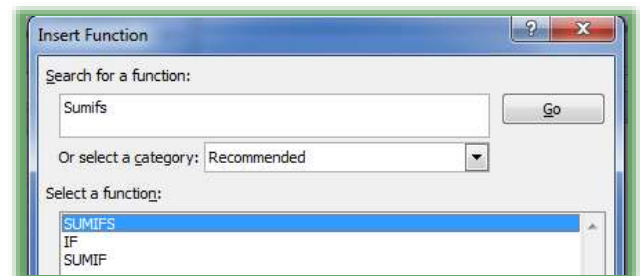 Insert Function
Search for a function:
Sumifs
Go
Or select a category: Recommended
Select a function:
SUMIFS
IF
SUMIF